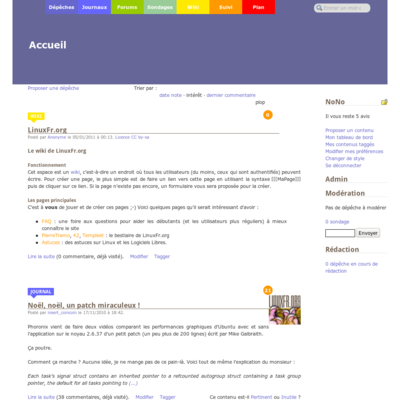 Dépêches Journaux Forums Sondages Wiki Suivi Plan
Accueil
Proposer une dépêche
Trier par :
date note - intérêt - dernier commentaire
plop
LinuxFr.org
Posté par Anonyme le 05/01/2011 à 00:12. Licence CC by-sa
Le wiki de LinuxFr.org
Fonctionnement
Cet espace est un wiki, c'est-à-dire un endroit où tous les utilisateurs (du moins, ceux qui sont authentifiés) peuvent
écrire. Pour créer une page, le plus simple est de faire un lien vers cette page en utilisant la syntaxe [[[MaPage]]]
puis de cliquer sur ce lien. Si la page n'existe pas encore, un formulaire vous sera proposée pour la créer.
Les pages principales
C'est à vous de jouer et de créer ces pages ;-) Voici quelques pages qu'il serait intéressant d'avoir :
FAQ : une foire aux questions pour aider les débutants (et les utilisateurs plus réguliers) à mieux
connaître le site
PierreTramo, AJ, Templeet : le bestiaire de LinuxFr.org
Astuces : des astuces sur Linux et les Logiciels Libres.
Lire la suite (0 commentaire, déjà visité). Modifier Tagger
JOURNAL
11
Noël, noël, un patch miraculeux !
Posté par insert_coincoin le 17/11/2010 à 18:42.
Phoronix vient de faire deux vidéos comparant les performances graphiques d'Ubuntu avec et sans
l'application sur le noyau 2.6.37 d'un petit patch (un peu plus de 200 lignes) écrit par Mike Galbraith.
Ça poutre.
Comment ça marche ? Aucune idée, je ne mange pas de ce pain-là. Voici tout de même l'explication du monsieur :
Each task's signal struct contains an inherited pointer to a refcounted autogroup struct containing a task group
pointer, the default for all tasks pointing to (...)
Lire la suite (38 commentaires, déjà visité). Modifier Tagger
Ce contenu est-il Pertinent ou Inutile ?
NoNo
Il vous reste 5 avis
Proposer un contenu
Mon tableau de bord
Mes contenus taggés
Modifier mes préférences
Changer de style
Se déconnecter
Admin
Modération
Pas de dépêche à modérer
0 sondage
Envoyer
Rédaction
0 dépêche en cours de
rédaction